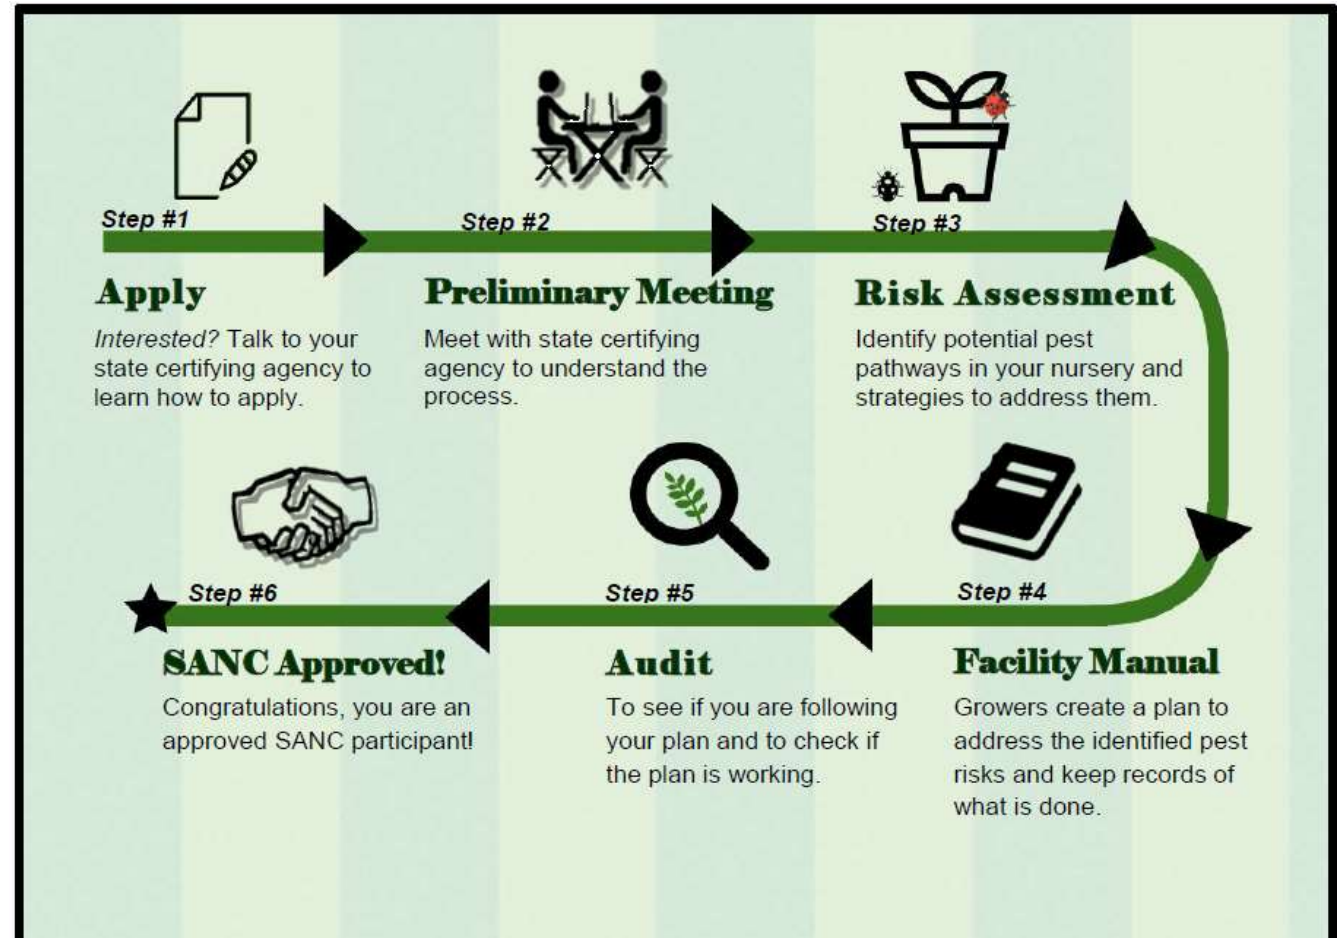 Step #1
Apply
Interested? Talk to your
state certifying agency to
learn how to apply.
Step #2
Preliminary Meeting
Meet with state certifying
agency to understand the
process.
Step #3
Risk Assessment
Identify potential pest
pathways in your nursery and
strategies to address them.
Step #4
Facility Manual
Growers create a plan to
address the identified pest
risks and keep records of
what is done.
Step #5
Audit
To see if you are following
your plan and to check if
the plan is working.
Step #6
SANC Approved!
Congratulations, you are an
approved SANC participant!